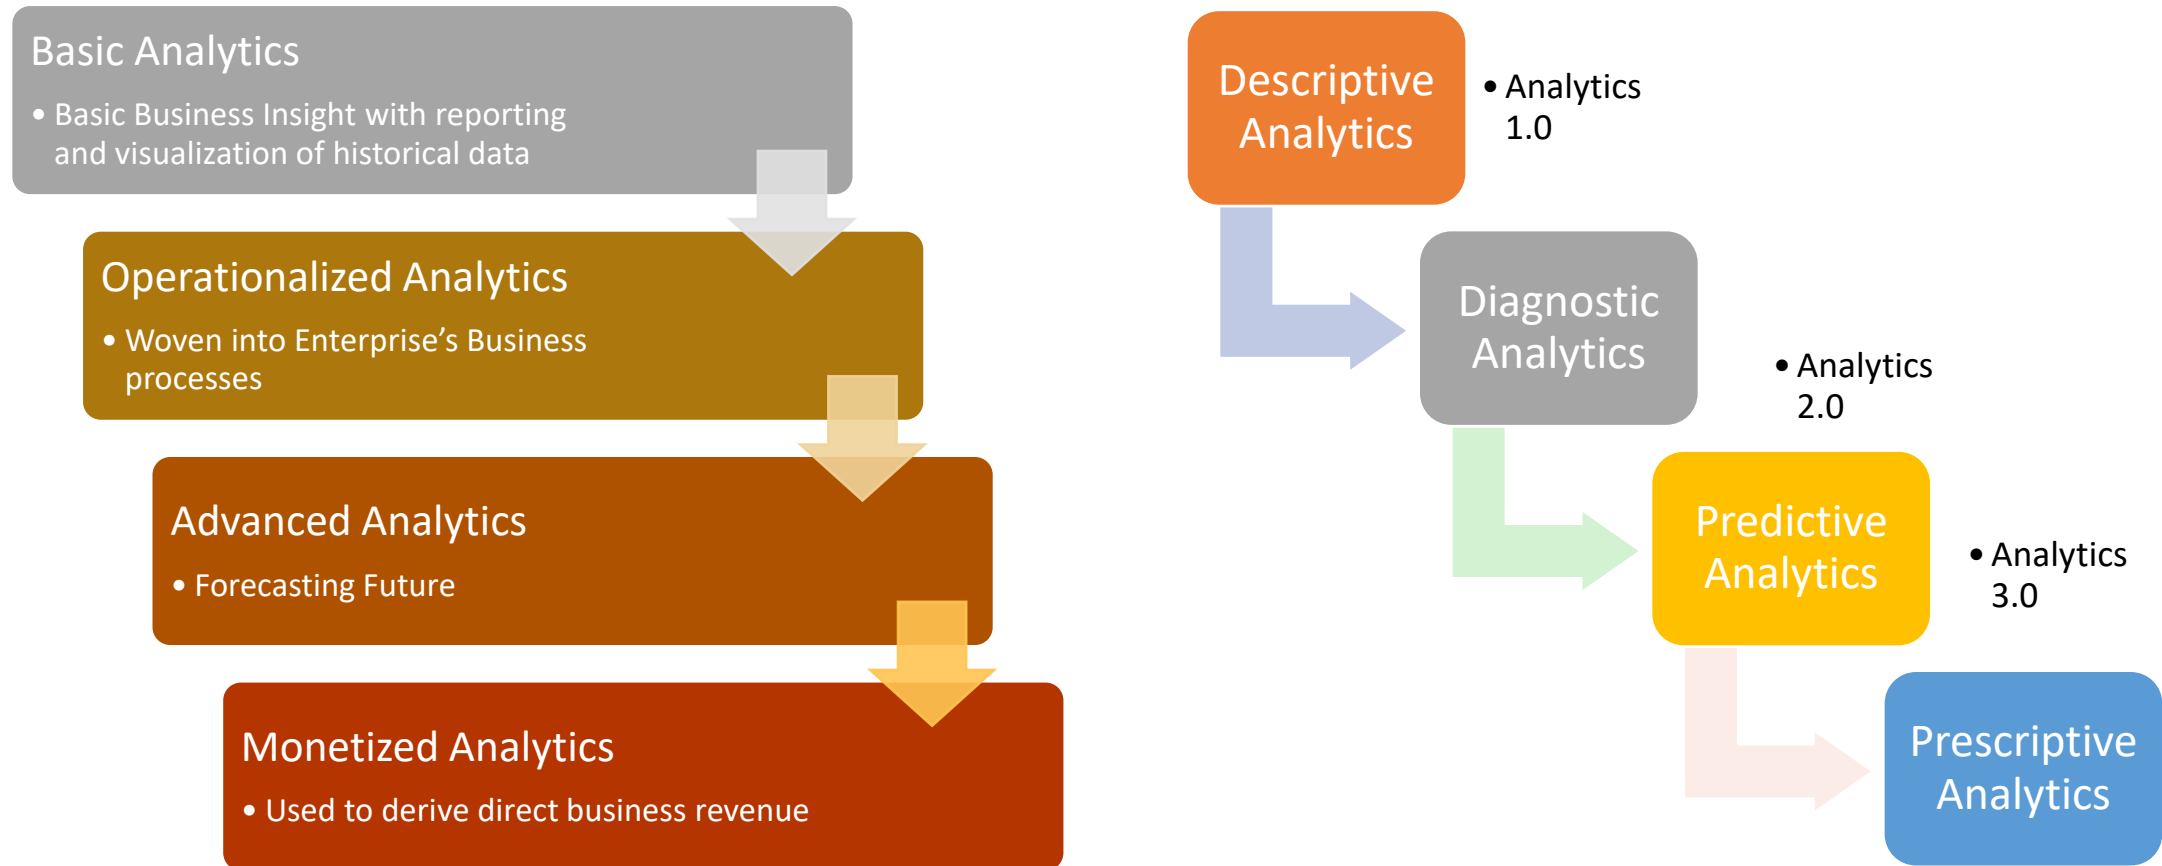 Basic Analytics
• Basic Business Insight with reporting
and visualization of historical data
Operationalized Analytics
• Woven into Enterprise’s Business
processes
Advanced Analytics
• Forecasting Future
Monetized Analytics
• Used to derive direct business revenue
Descriptive
Analytics
• Analytics
1.0
Diagnostic
Analytics
• Analytics
2.0
Predictive
Analytics
• Analytics
3.0
Prescriptive
Analytics